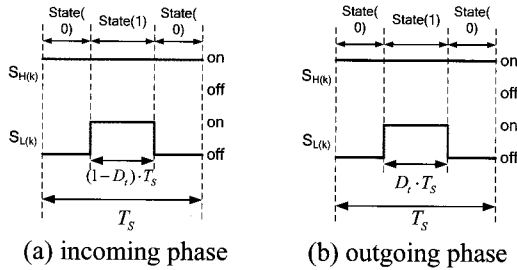 State(
0)
State(1)
State(
0)
S_H(k)
on
off
S_L(k)
on
off
(1-D_t)·T_S
T_S
(a) incoming phase
State(
0)
State(1)
State(
0)
S_H(k)
on
off
S_L(k)
on
off
D_t·T_S
T_S
(b) outgoing phase